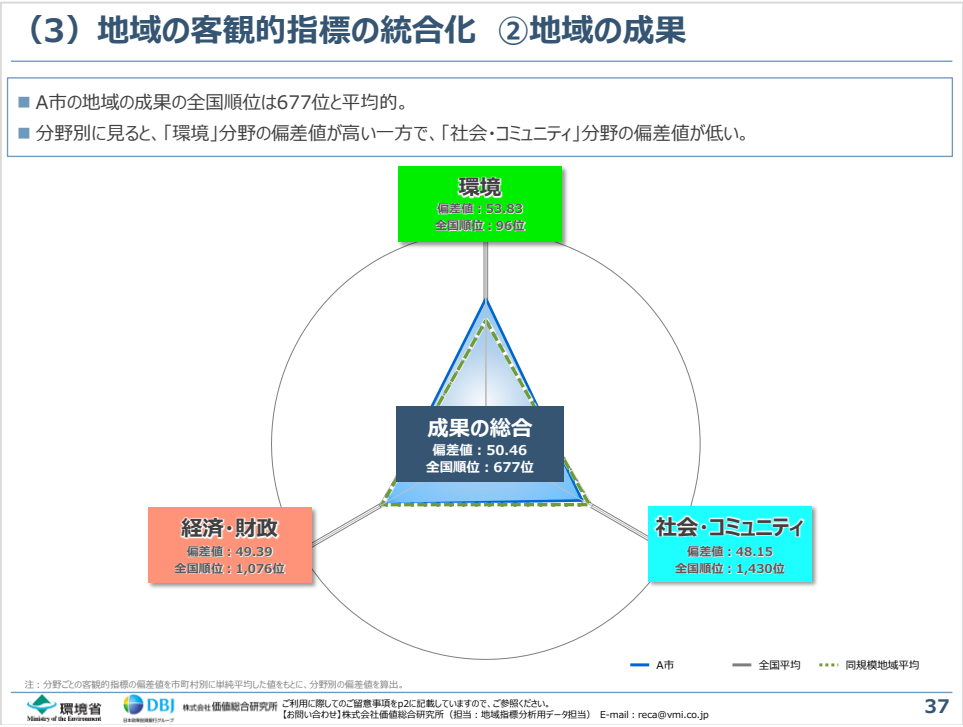 （3）地域の客観的指標の統合化 ②地域の成果
■ A市の地域の成果の全国順位は677位と平均的。
■ 分野別に見ると、「環境」分野の偏差値が高い一方で、「社会・コミュニティ」分野の偏差値が低い。
環境
偏差値：53.83
全国順位：96位
成果の総合
偏差値：50.46
全国順位：677位
経済・財政
偏差値：49.39
全国順位：1,076位
社会・コミュニティ
偏差値：48.15
全国順位：1,430位
A市 全国平均 同規模地域平均
注：分野ごとの客観的指標の偏差値を市町村別に単純平均した値をもとに、分野別の偏差値を算出。
環境省
Ministry of the Environment
DBJ
日本政策投資銀行グループ
株式会社価値総合研究所
ご利用に際してのご留意事項をp2に記載していますので、ご参照ください。
【お問い合わせ】株式会社価値総合研究所（担当：地域指標分析用データ担当） E-mail：reca@vmi.co.jp
37